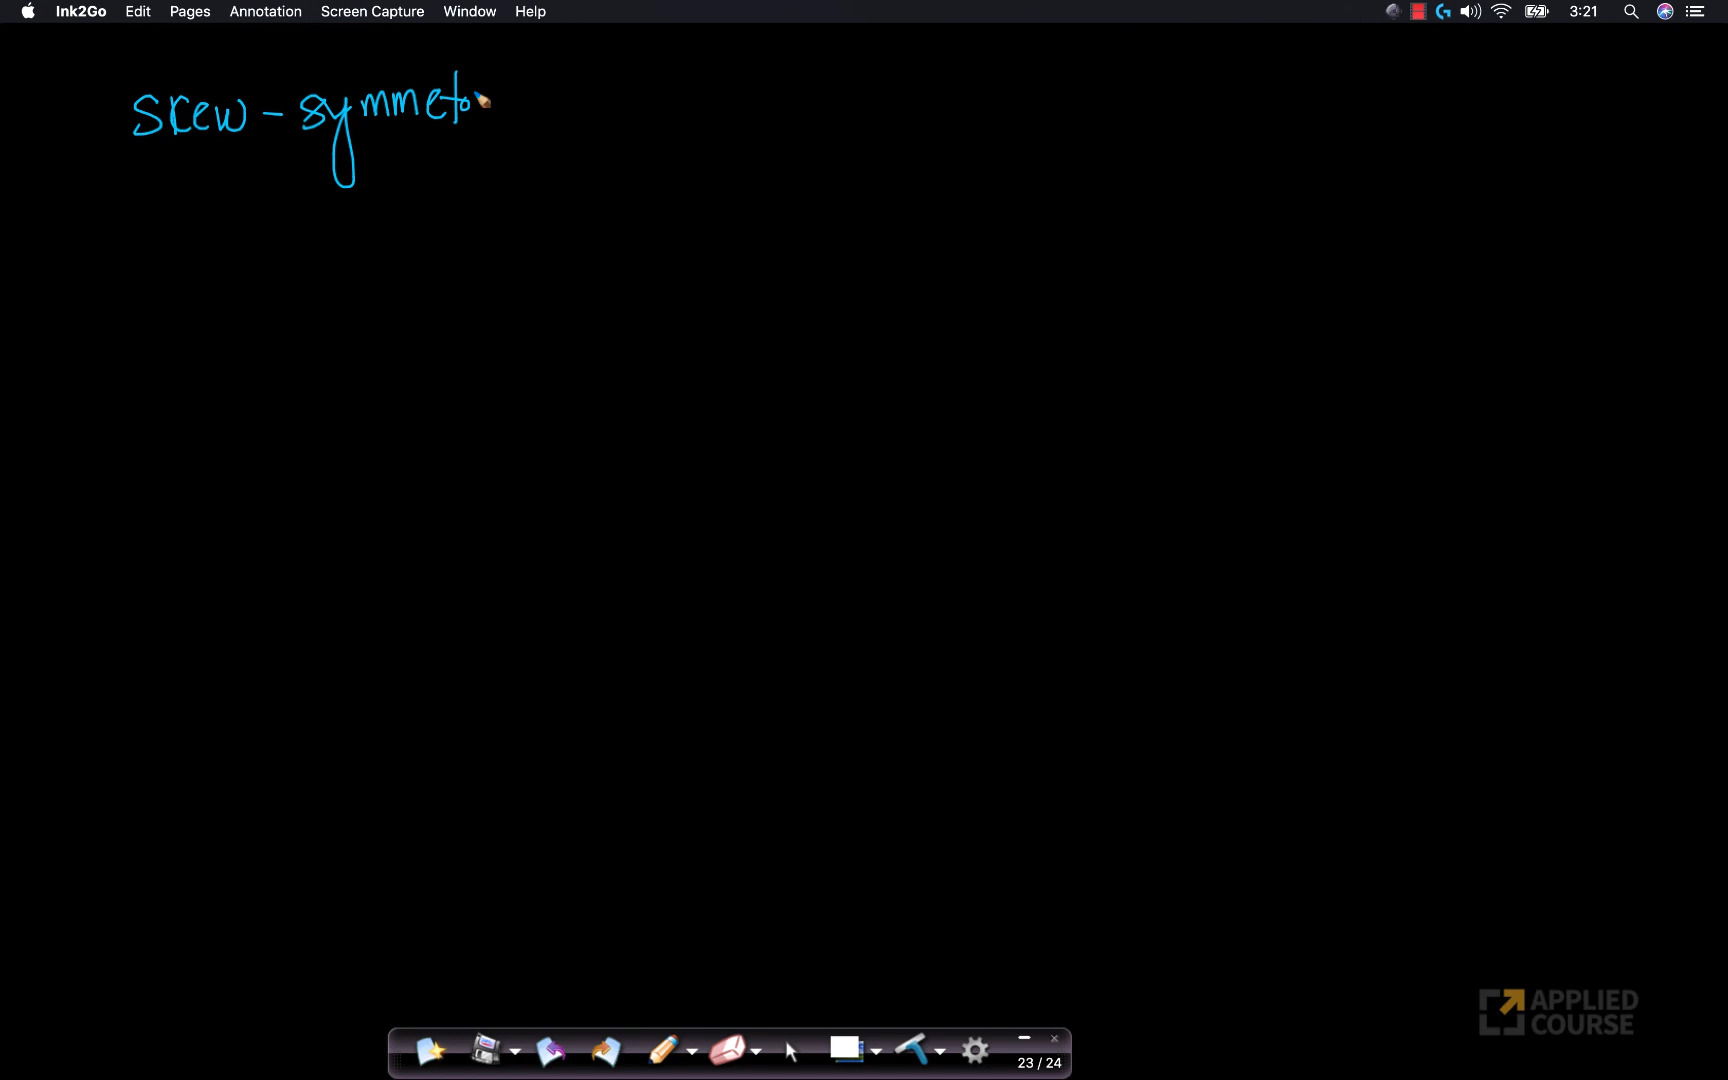 Ink2Go Edit Pages Annotation Screen Capture Window Help 3:21
skew - symmetr
23 / 24
APPLIED
COURSE